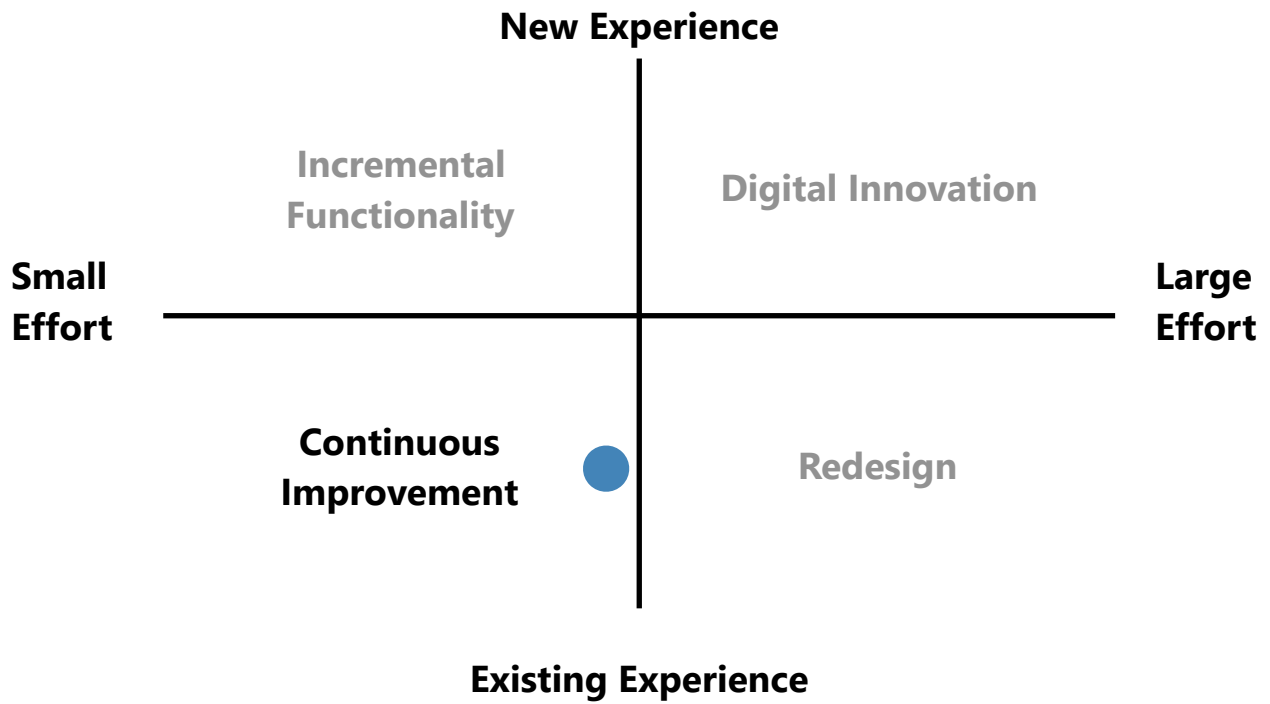 New Experience
Incremental
Functionality
Digital Innovation
Small
Effort
Large
Effort
Continuous
Improvement
Redesign
Existing Experience